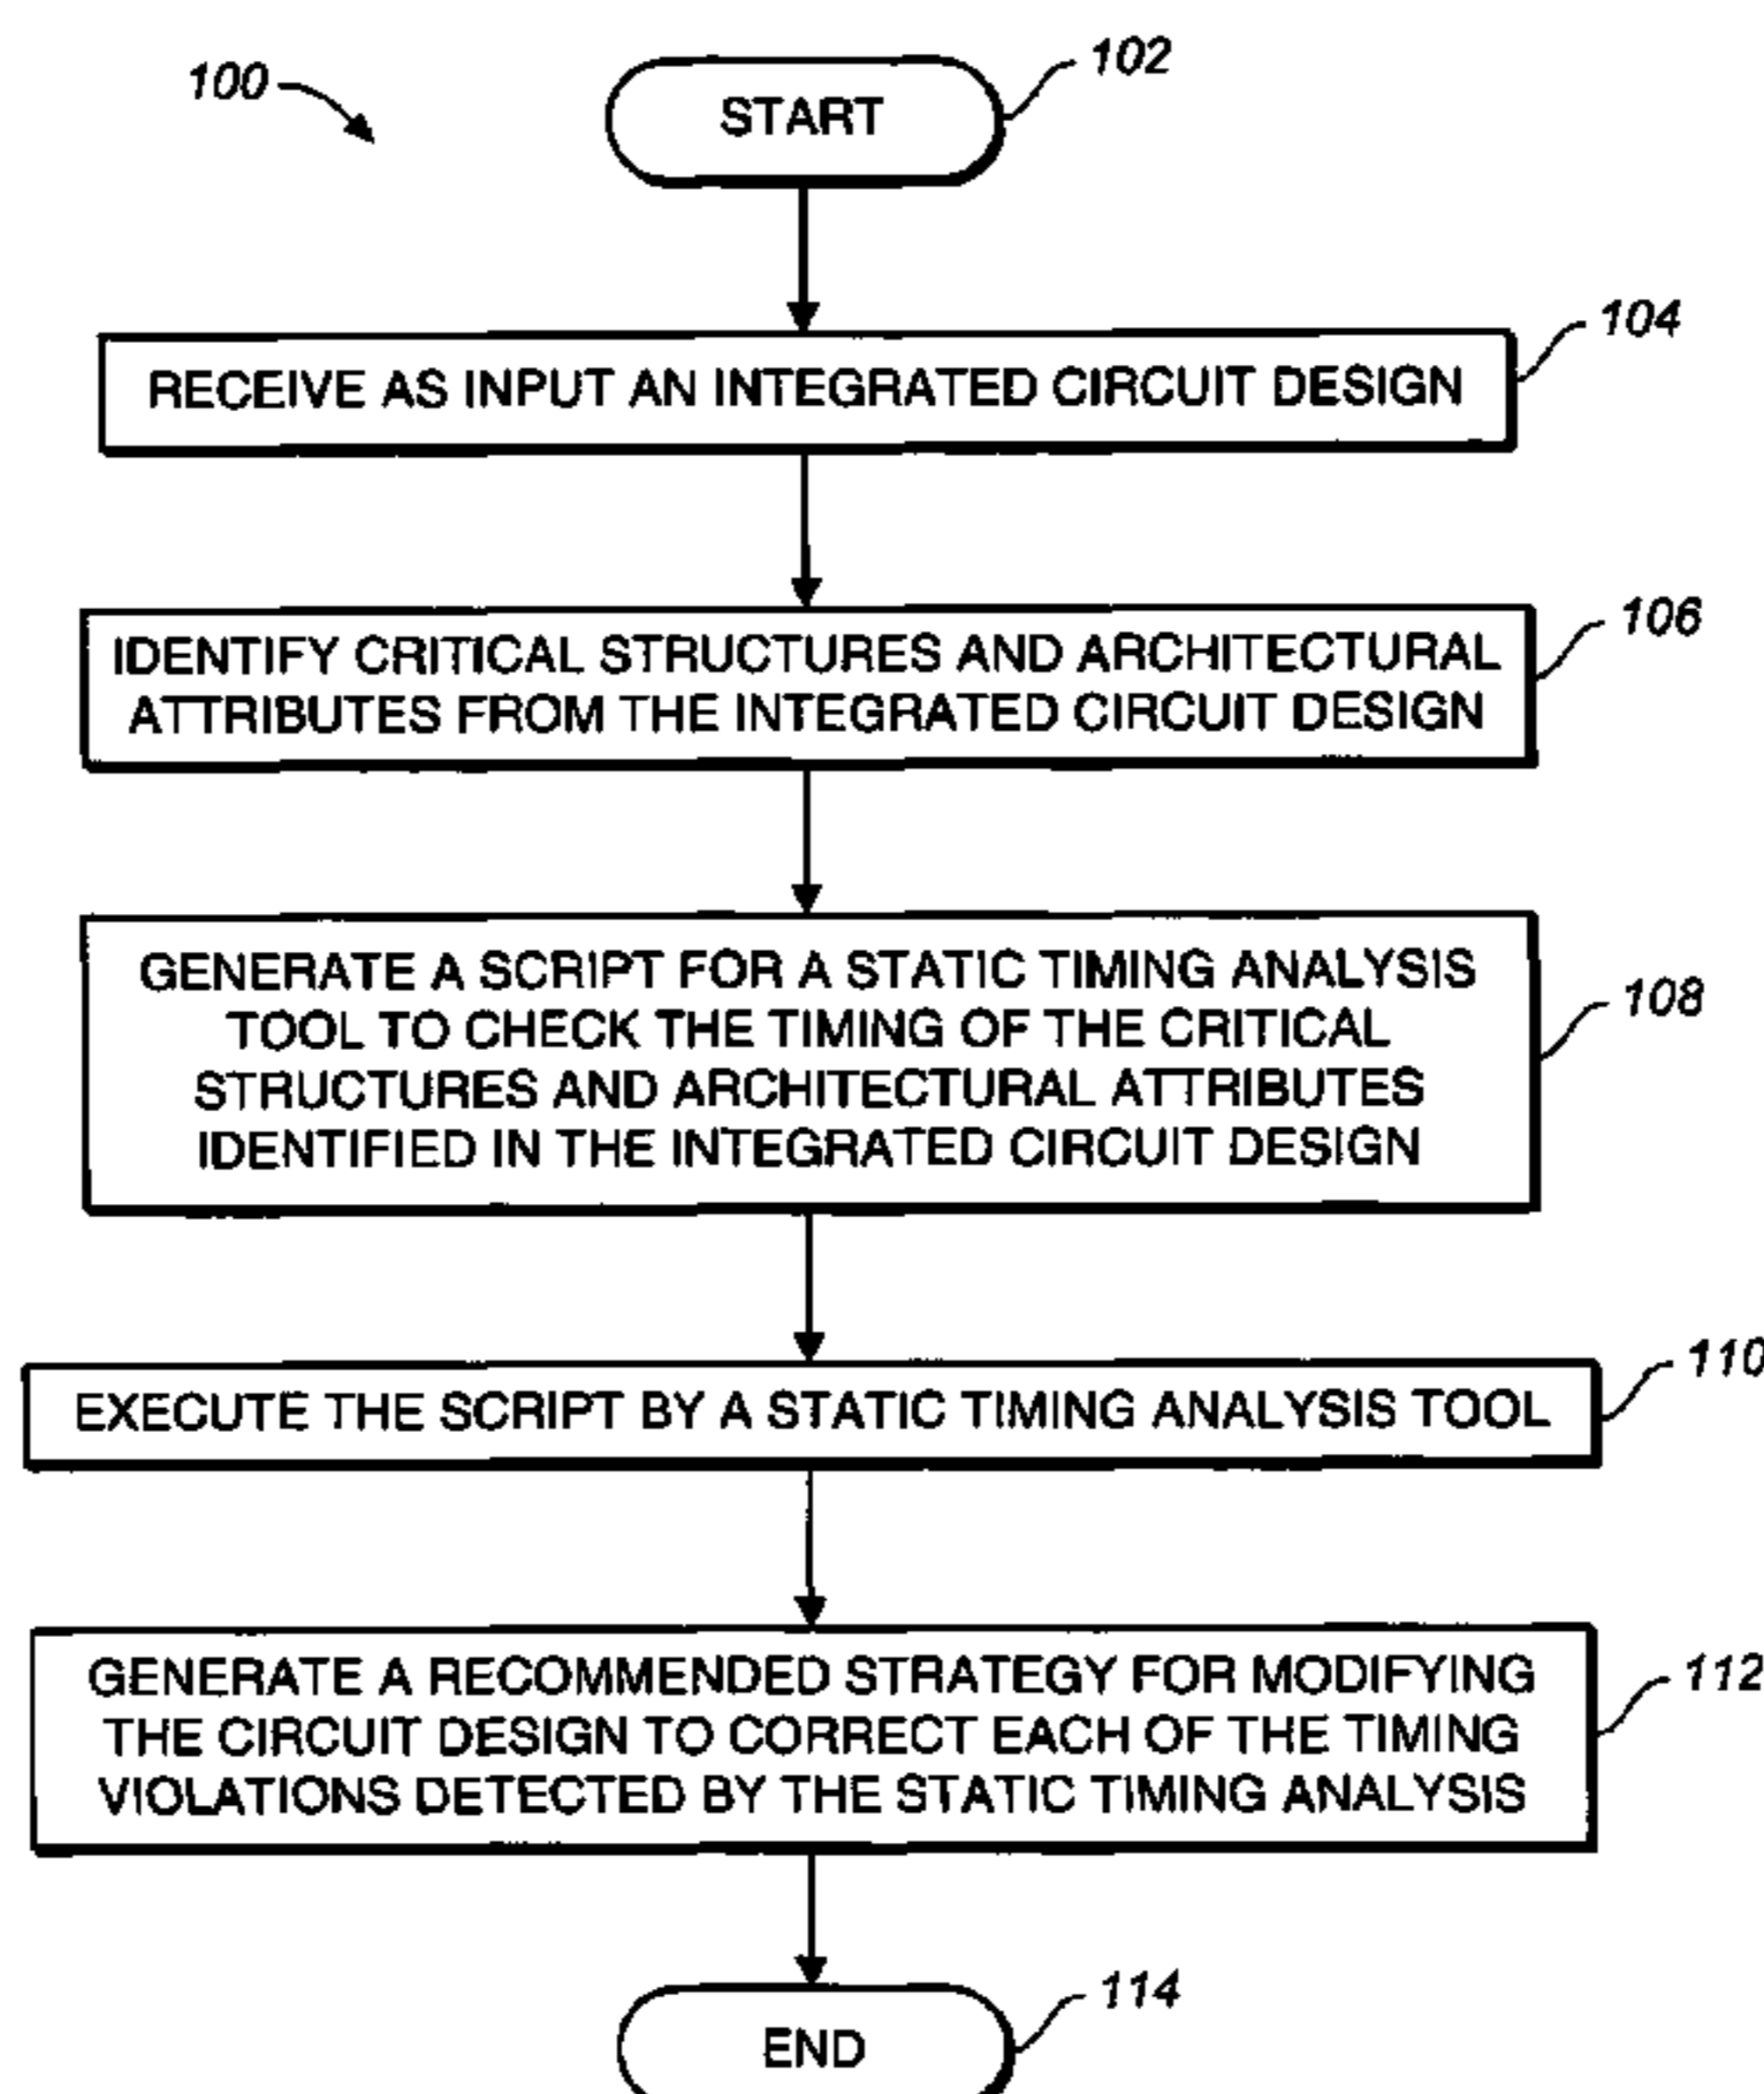 100
102
START
104
RECEIVE AS INPUT AN INTEGRATED CIRCUIT DESIGN
106
IDENTIFY CRITICAL STRUCTURES AND ARCHITECTURAL
ATTRIBUTES FROM THE INTEGRATED CIRCUIT DESIGN
108
GENERATE A SCRIPT FOR A STATIC TIMING ANALYSIS
TOOL TO CHECK THE TIMING OF THE CRITICAL
STRUCTURES AND ARCHITECTURAL ATTRIBUTES
IDENTIFIED IN THE INTEGRATED CIRCUIT DESIGN
110
EXECUTE THE SCRIPT BY A STATIC TIMING ANALYSIS TOOL
112
GENERATE A RECOMMENDED STRATEGY FOR MODIFYING
THE CIRCUIT DESIGN TO CORRECT EACH OF THE TIMING
VIOLATIONS DETECTED BY THE STATIC TIMING ANALYSIS
114
END